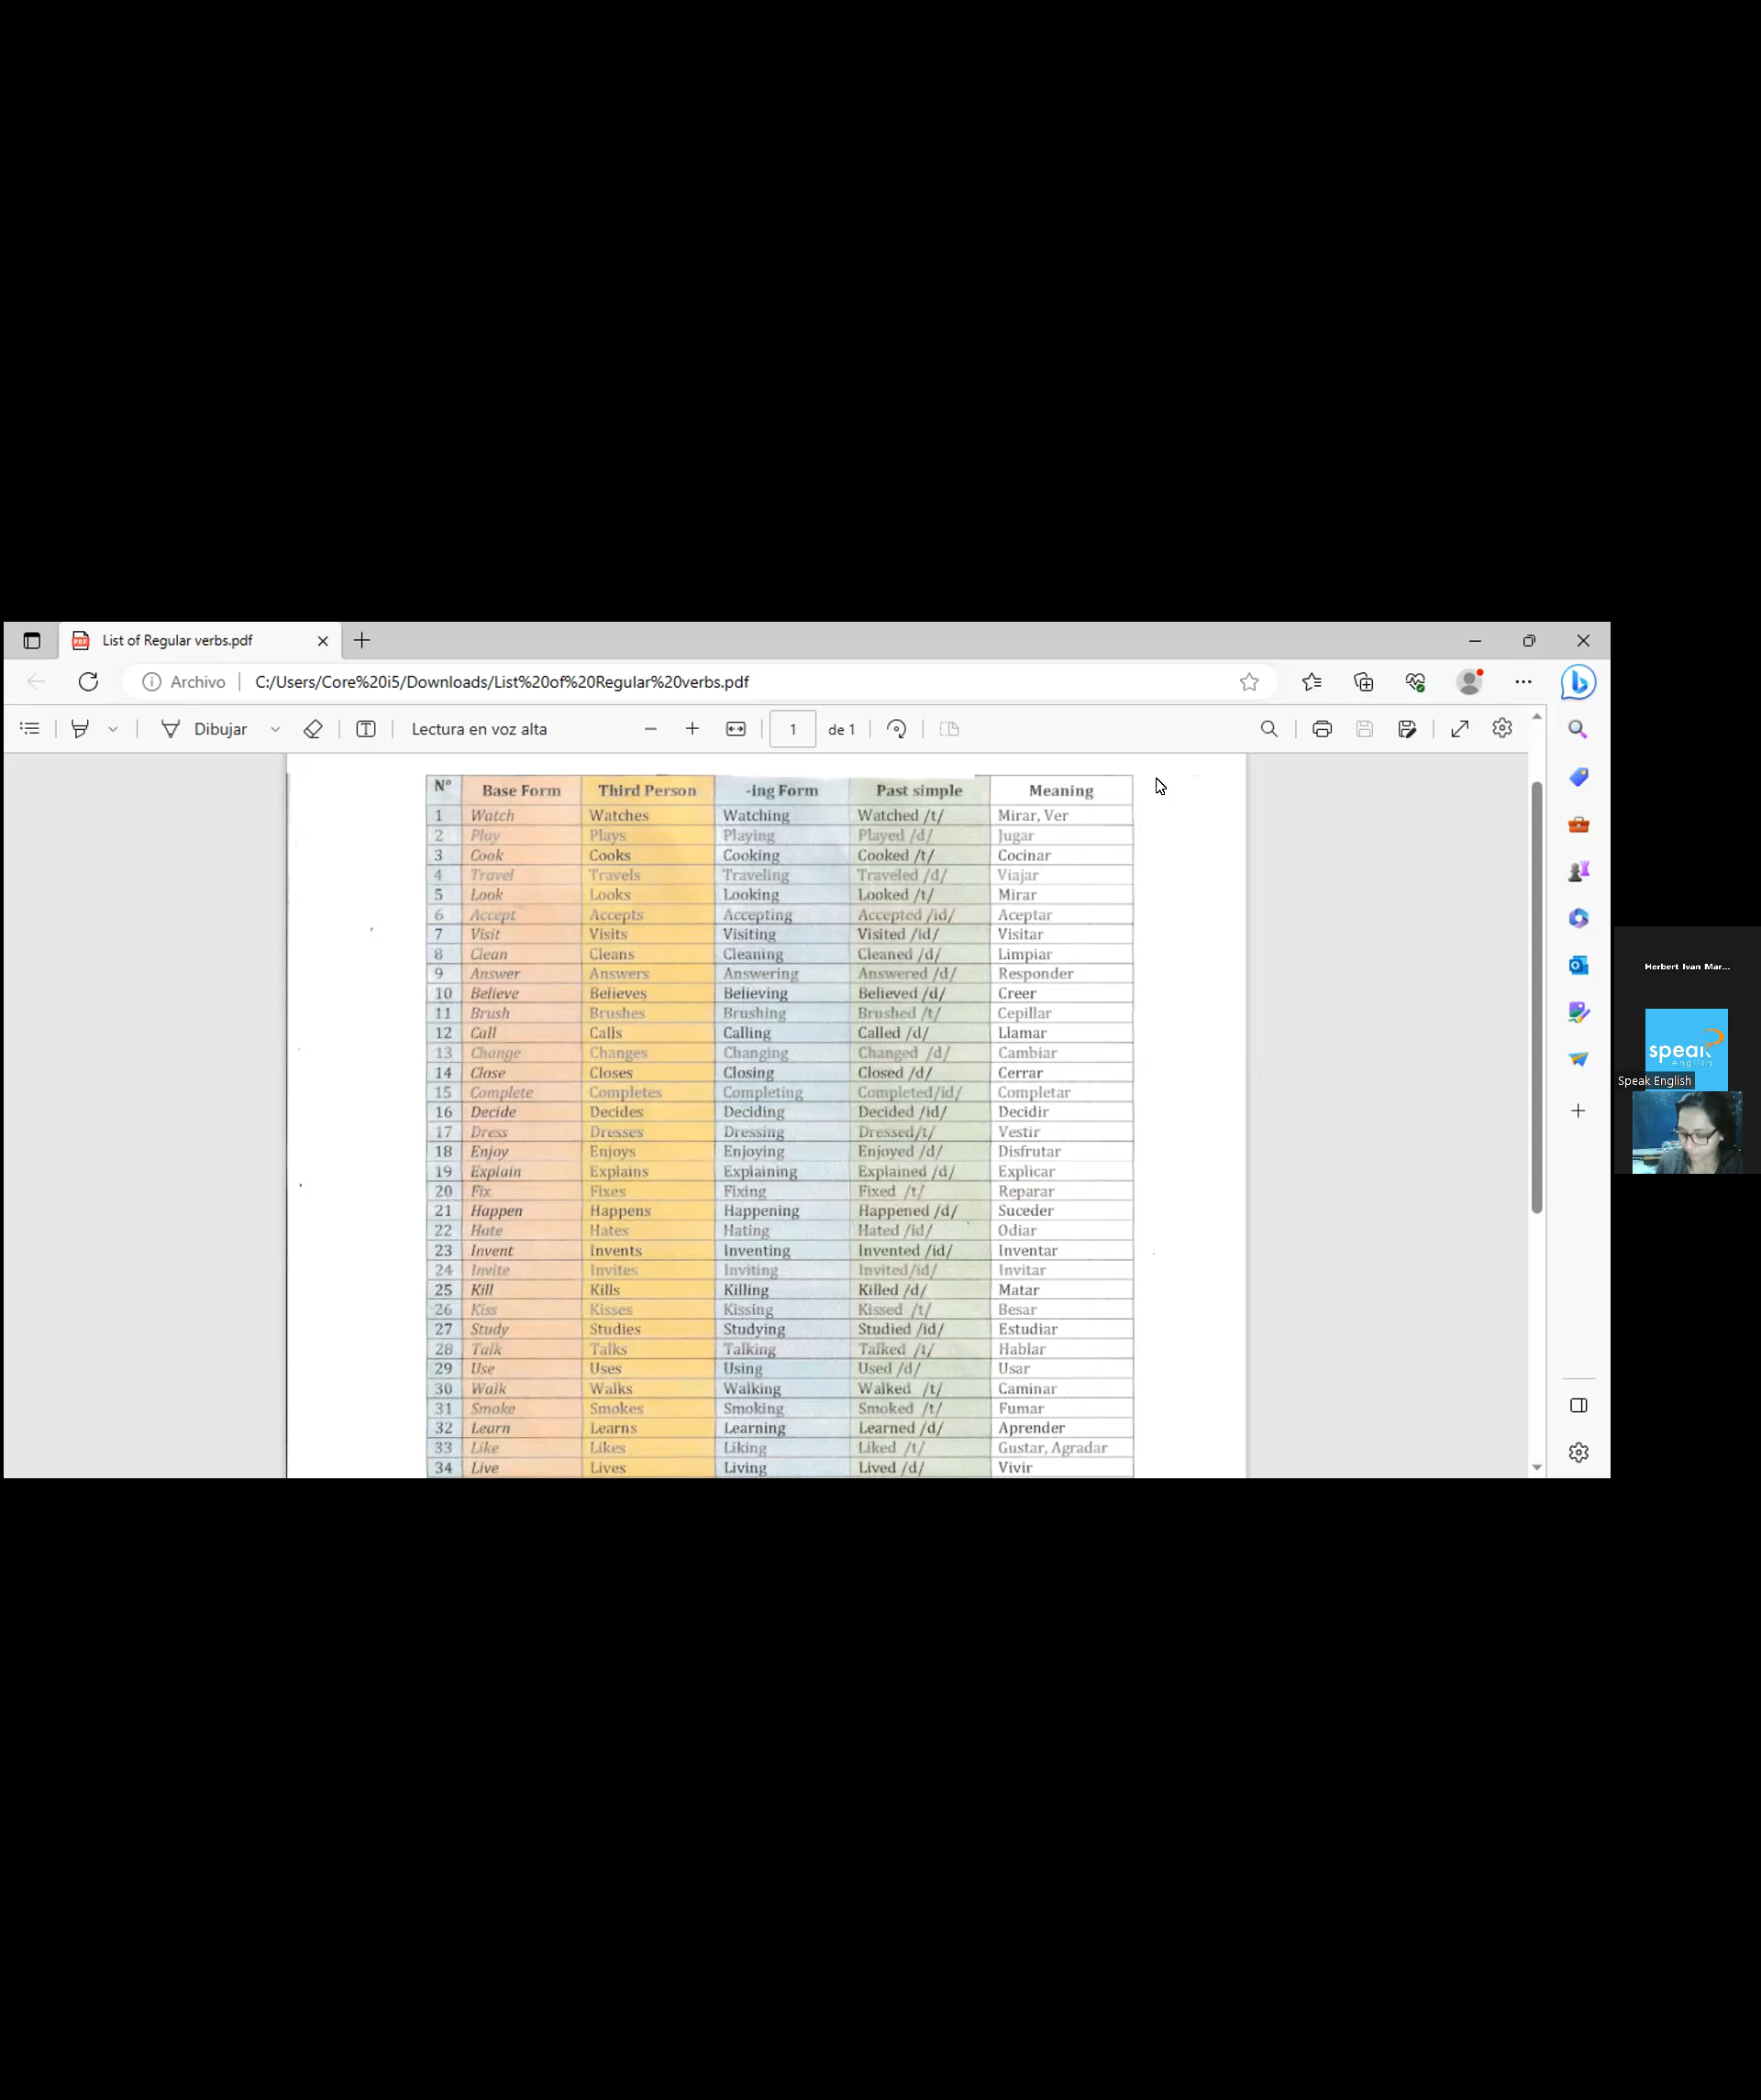 List of Regular verbs.pdf
Archivo C:/Users/Core%20i5/Downloads/List%20of%20Regular%20verbs.pdf
Dibujar Lectura en voz alta 1 de 1
N° Base Form Third Person -ing Form Past simple Meaning
1 Watch Watches Watching Watched /t/ Mirar, Ver
2 Play Plays Playing Played /d/ Jugar
3 Cook Cooks Cooking Cooked /t/ Cocinar
4 Travel Travels Traveling Traveled /d/ Viajar
5 Look Looks Looking Looked /t/ Mirar
6 Accept Accepts Accepting Accepted /id/ Aceptar
7 Visit Visits Visiting Visited /id/ Visitar
8 Clean Cleans Cleaning Cleaned /d/ Limpiar
9 Answer Answers Answering Answered /d/ Responder
10 Believe Believes Believing Believed /d/ Creer
11 Brush Brushes Brushing Brushed /t/ Cepillar
12 Call Calls Calling Called /d/ Llamar
13 Change Changes Changing Changed /d/ Cambiar
14 Close Closes Closing Closed /d/ Cerrar
15 Complete Completes Completing Completed/id/ Completar
16 Decide Decides Deciding Decided /id/ Decidir
17 Dress Dresses Dressing Dressed/t/ Vestir
18 Enjoy Enjoys Enjoying Enjoyed /d/ Disfrutar
19 Explain Explains Explaining Explained /d/ Explicar
20 Fix Fixes Fixing Fixed /t/ Reparar
21 Happen Happens Happening Happened /d/ Suceder
22 Hate Hates Hating Hated /id/ Odiar
23 Invent Invents Inventing Invented /id/ Inventar
24 Invite Invites Inviting Invited/id/ Invitar
25 Kill Kills Killing Killed /d/ Matar
26 Kiss Kisses Kissing Kissed /t/ Besar
27 Study Studies Studying Studied /id/ Estudiar
28 Talk Talks Talking Talked /t/ Hablar
29 Use Uses Using Used /d/ Usar
30 Walk Walks Walking Walked /t/ Caminar
31 Smoke Smokes Smoking Smoked /t/ Fumar
32 Learn Learns Learning Learned /d/ Aprender
33 Like Likes Liking Liked /t/ Gustar, Agradar
34 Live Lives Living Lived /d/ Vivir
Herbert Ivan Mar...
speak
english
Speak English